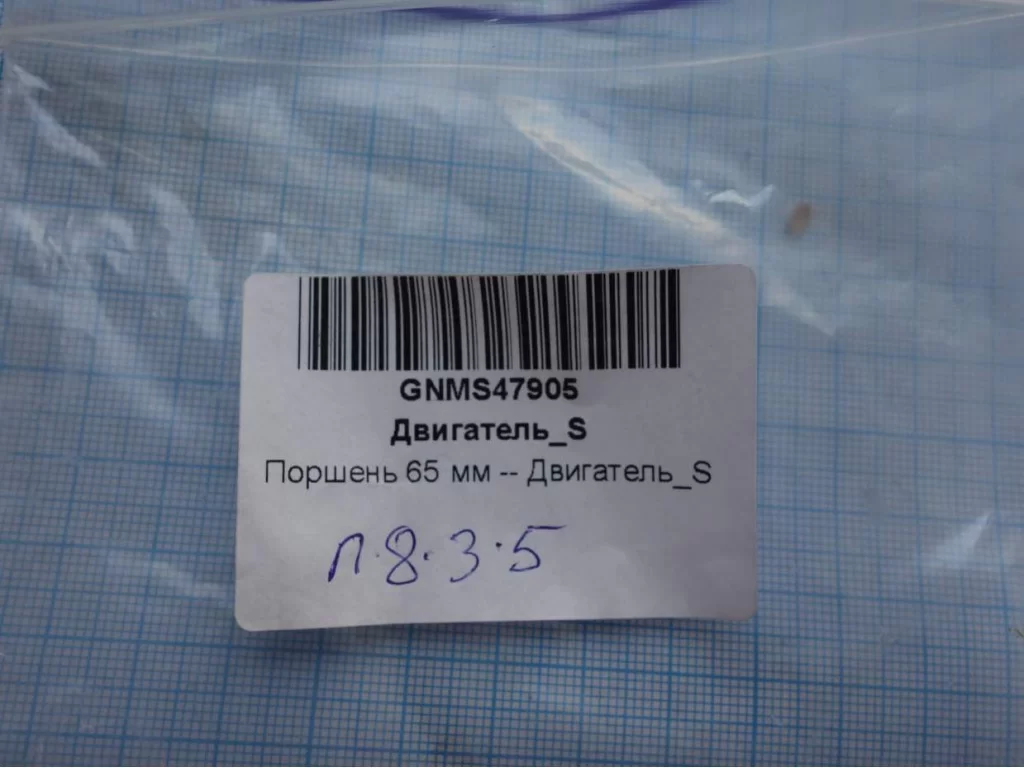 GNMS47905
Двигатель_S
Поршень 65 мм -- Двигатель_S
п.8.3.5